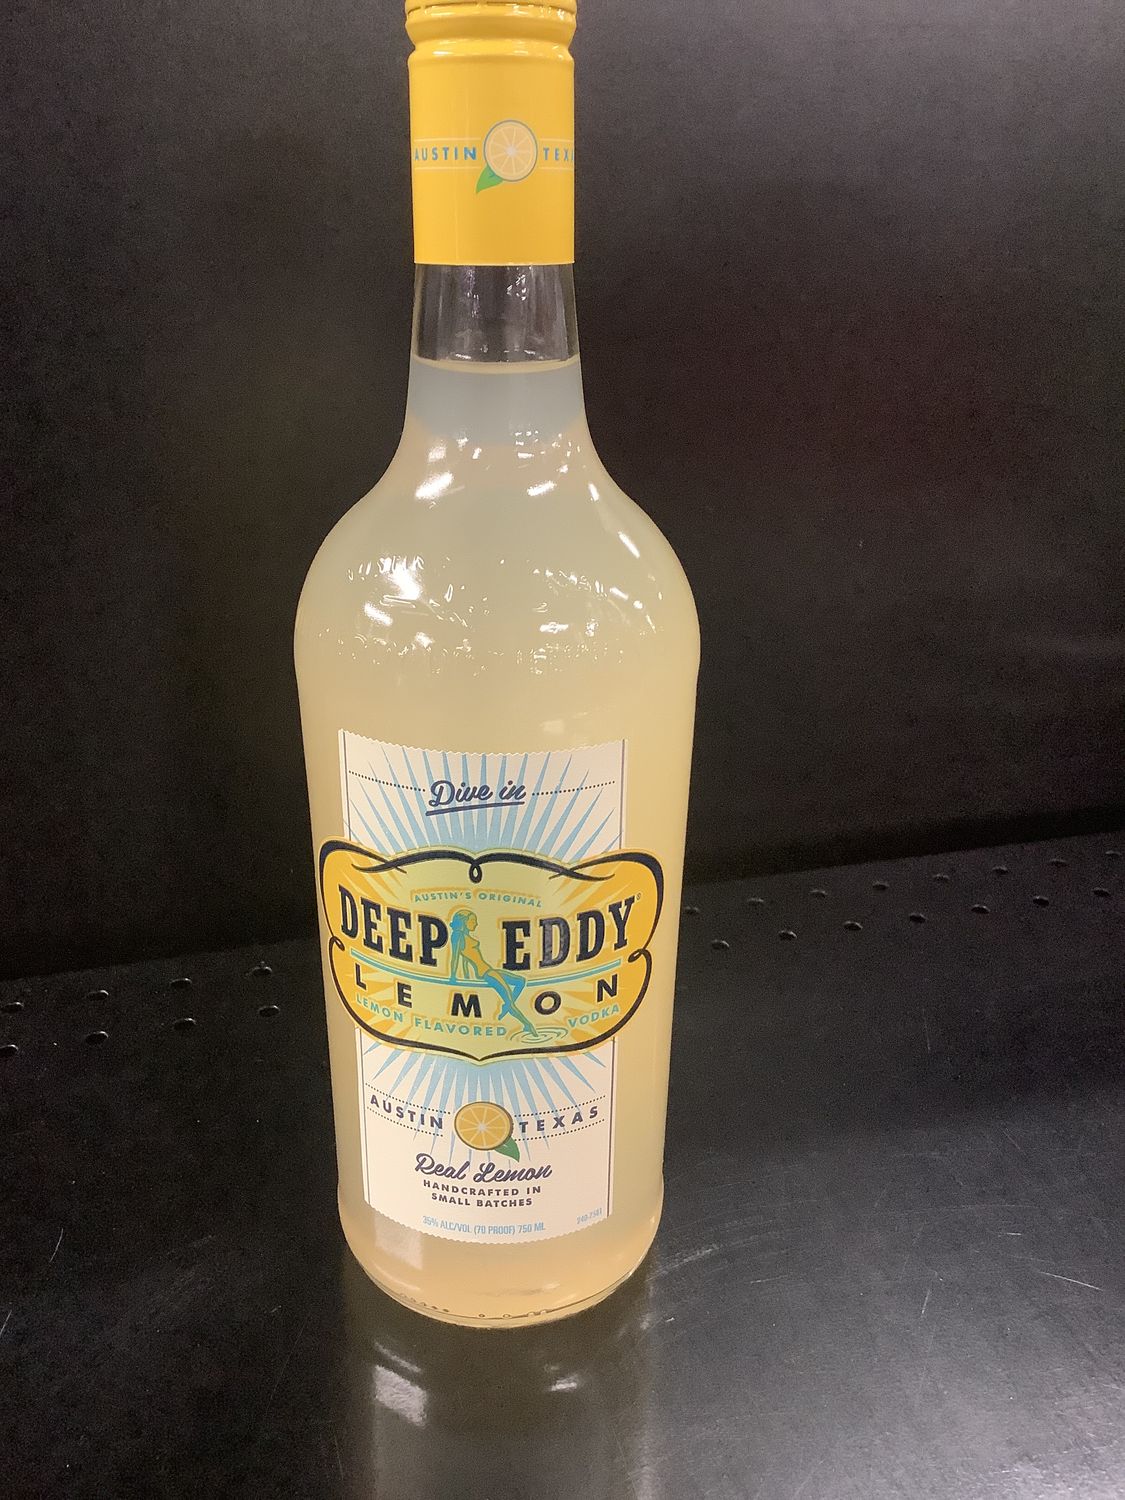 AUSTIN TEXA
Dive in
AUSTIN'S ORIGINAL
DEEP EDDY®
LEMON
LEMON FLAVORED VODKA
AUSTIN TEXAS
Real Lemon
HANDCRAFTED IN
SMALL BATCHES
35% ALC/VOL (70 PROOF) 750 ML